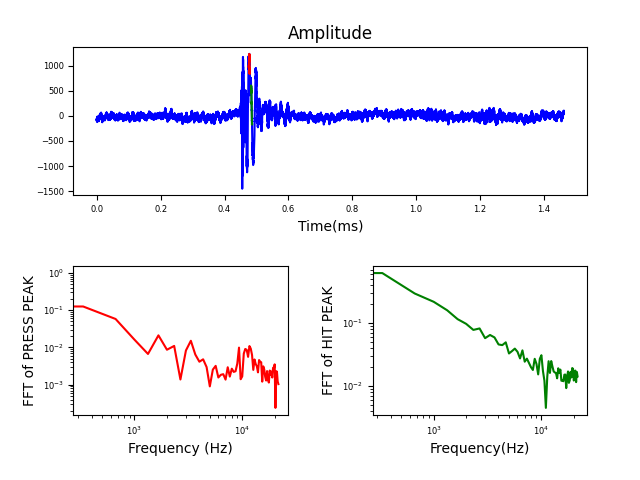 Amplitude
1000
500
0
−500
−1000
−1500
0.0 0.2 0.4 0.6 0.8 1.0 1.2 1.4
Time(ms)
FFT of PRESS PEAK
10⁰
10⁻¹
10⁻²
10⁻³
10³ 10⁴
Frequency (Hz)
FFT of HIT PEAK
10⁻¹
10⁻²
10³ 10⁴
Frequency(Hz)